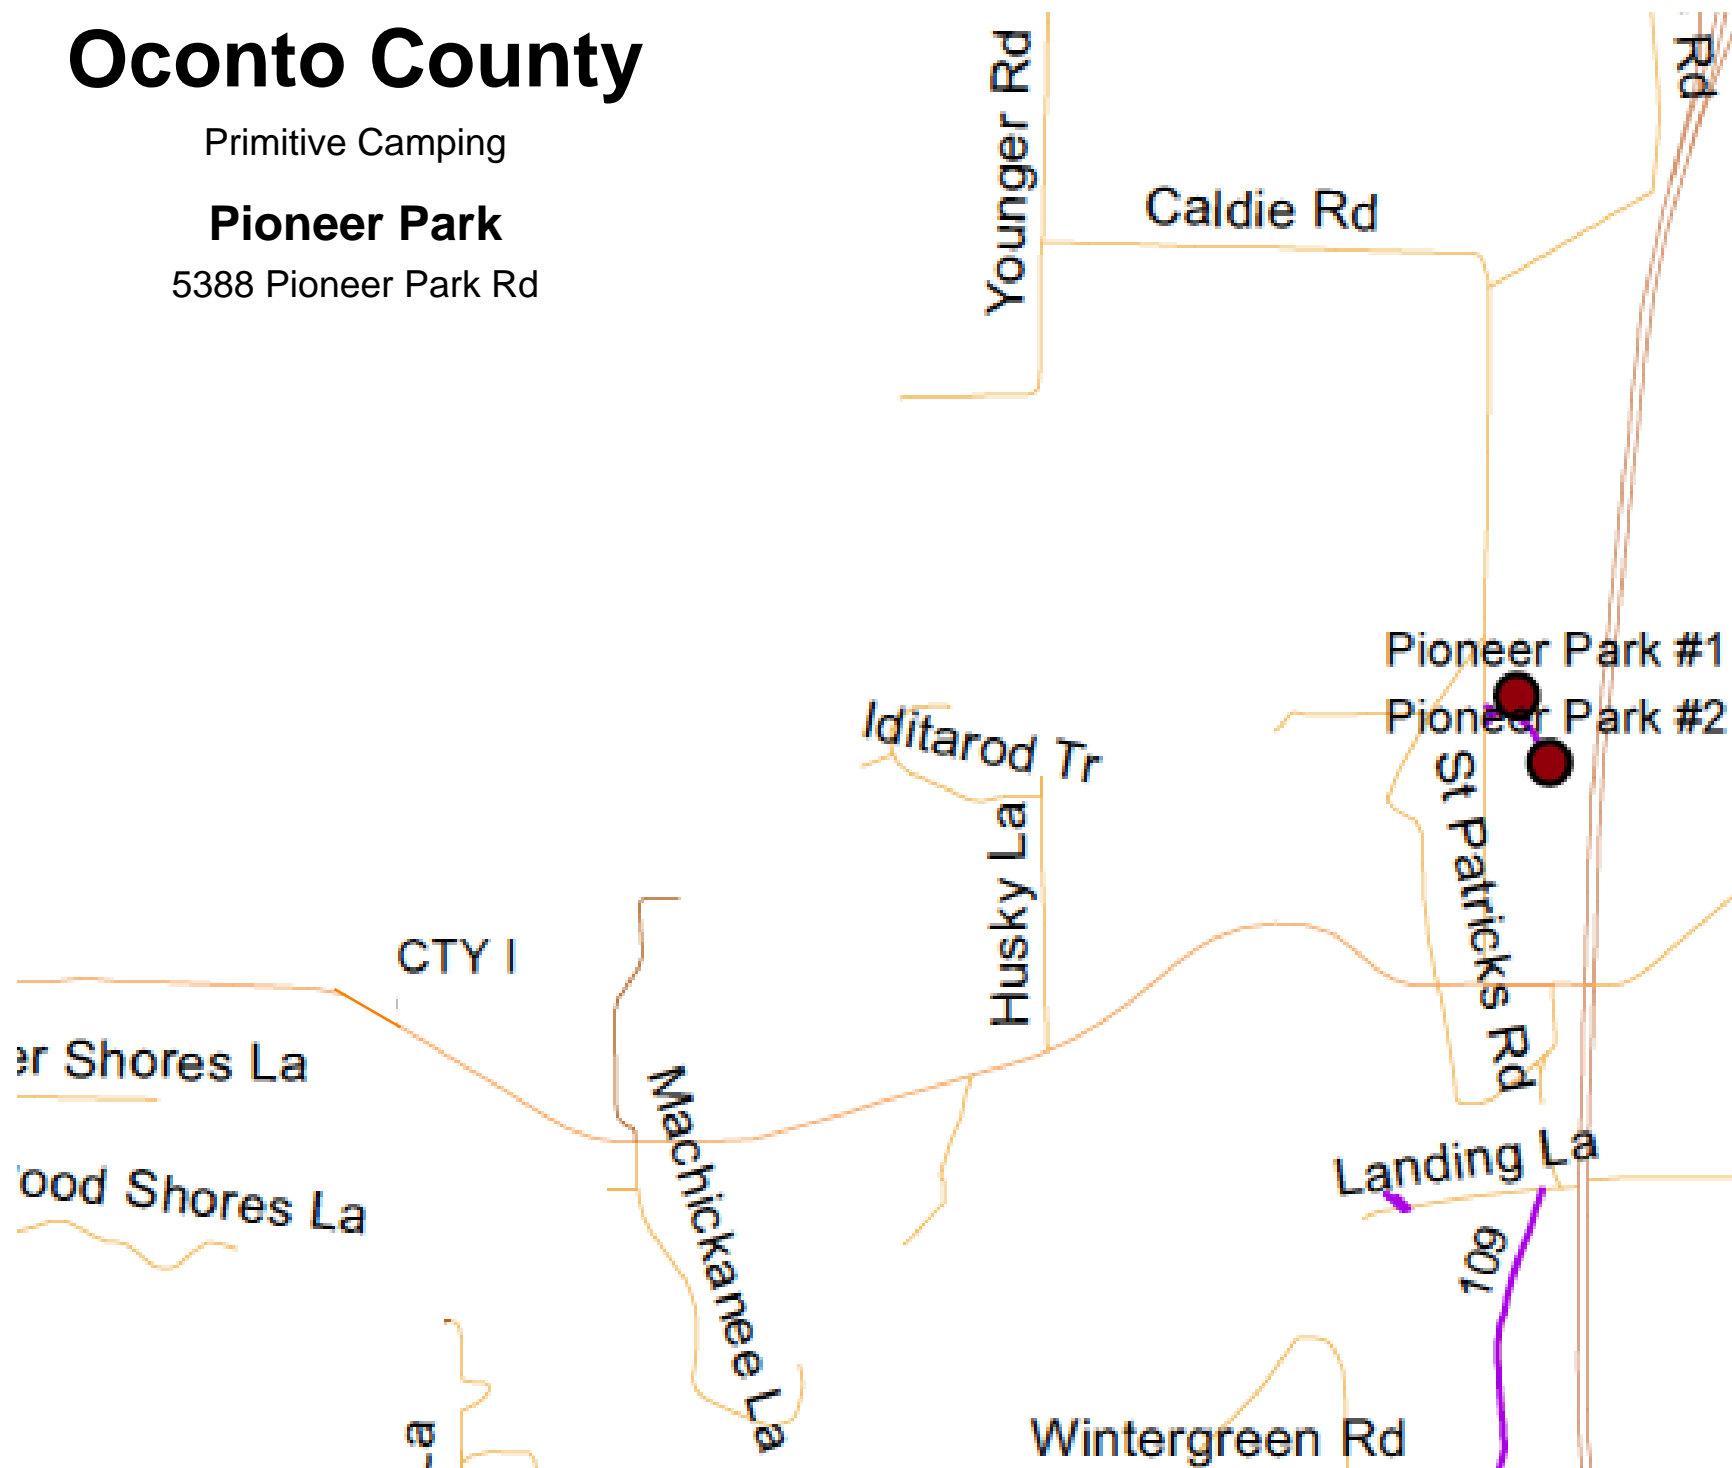 Oconto County
Primitive Camping
Pioneer Park
5388 Pioneer Park Rd
Younger Rd
Rd
Caldie Rd
Pioneer Park #1
Pioneer Park #2
Iditarod Tr
St Patricks Rd
Husky La
CTY I
er Shores La
Machickanee La
ood Shores La
Landing La
109
Wintergreen Rd